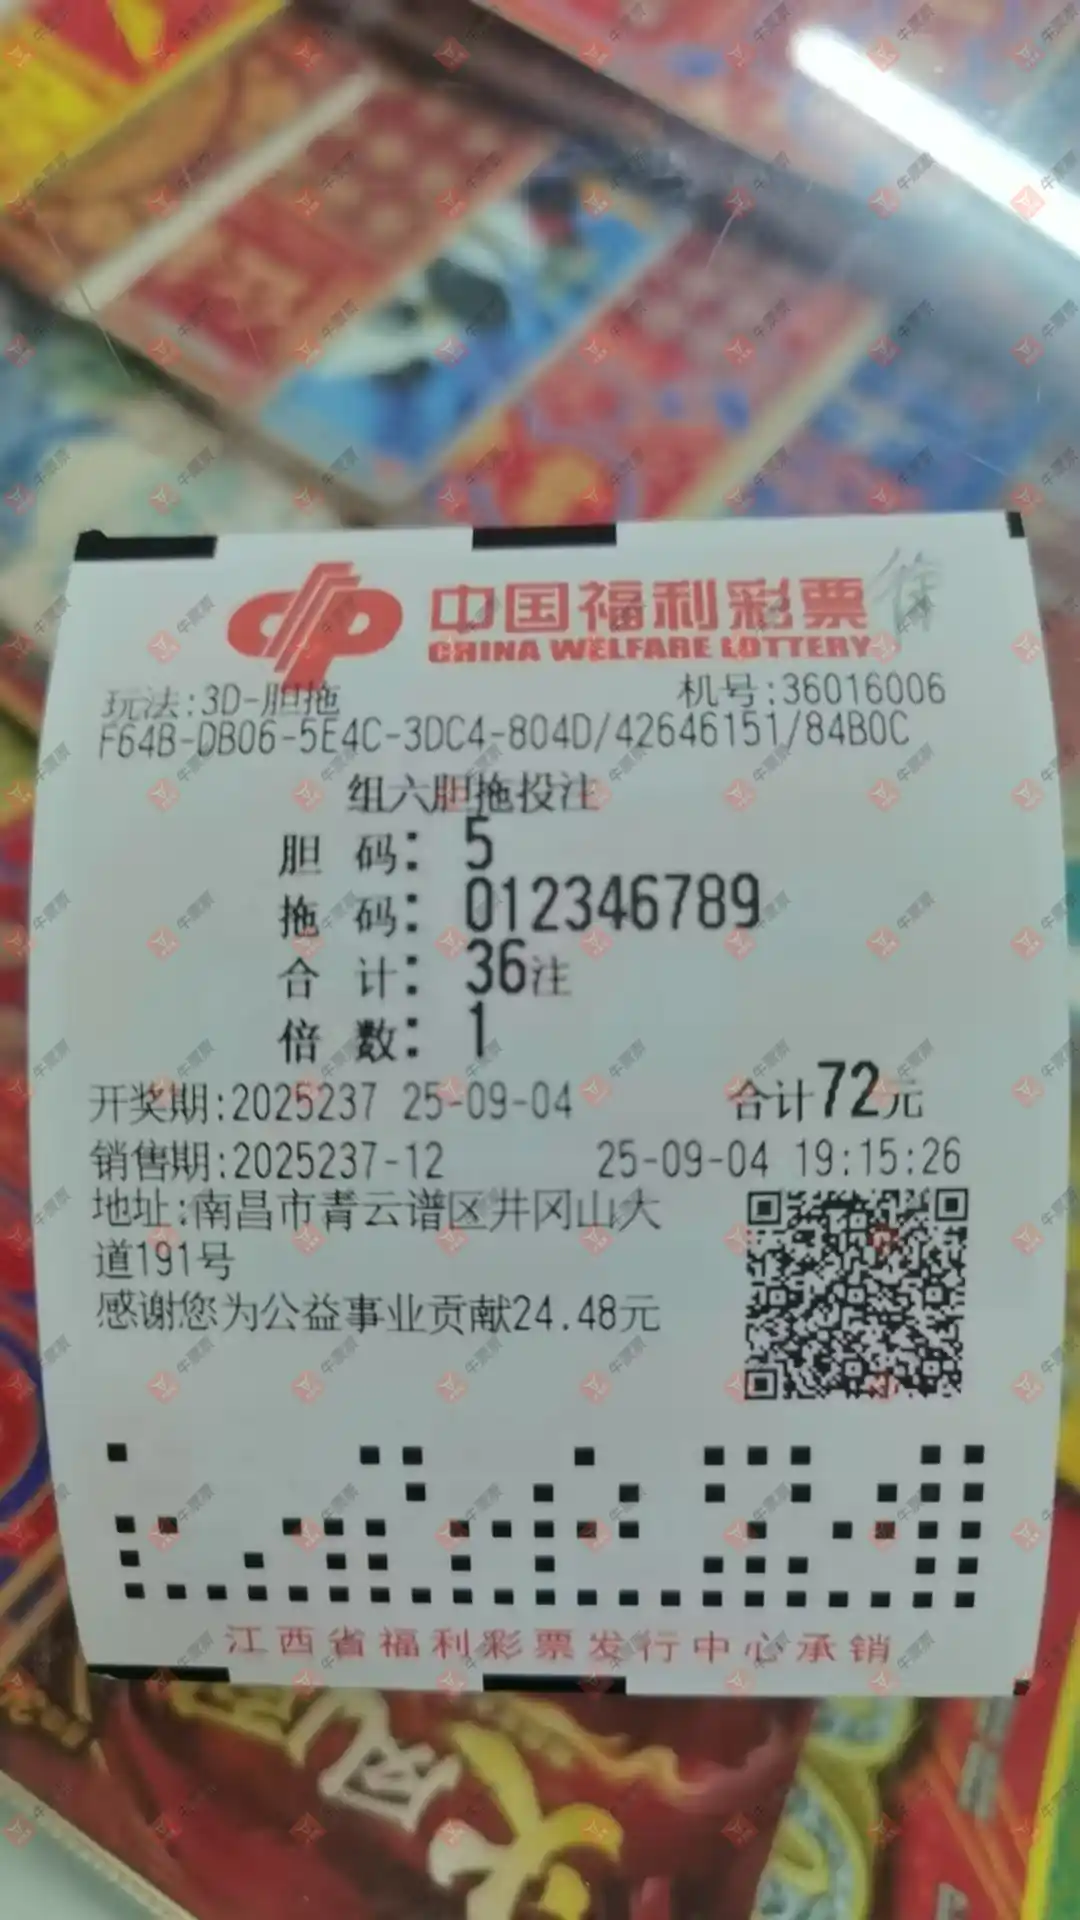 中国福利彩票
CHINA WELFARE LOTTERY
玩法:3D-胆拖 机号:36016006
F64B-DB06-5E4C-3DC4-804D/42646151/84B0C
组六胆拖投注
胆 码: 5
拖 码: 012346789
合 计: 36注
倍 数: 1
开奖期:2025237 25-09-04 合计72元
销售期:2025237-12 25-09-04 19:15:26
地址:南昌市青云谱区井冈山大
道191号
感谢您为公益事业贡献24.48元
江西省福利彩票发行中心承销